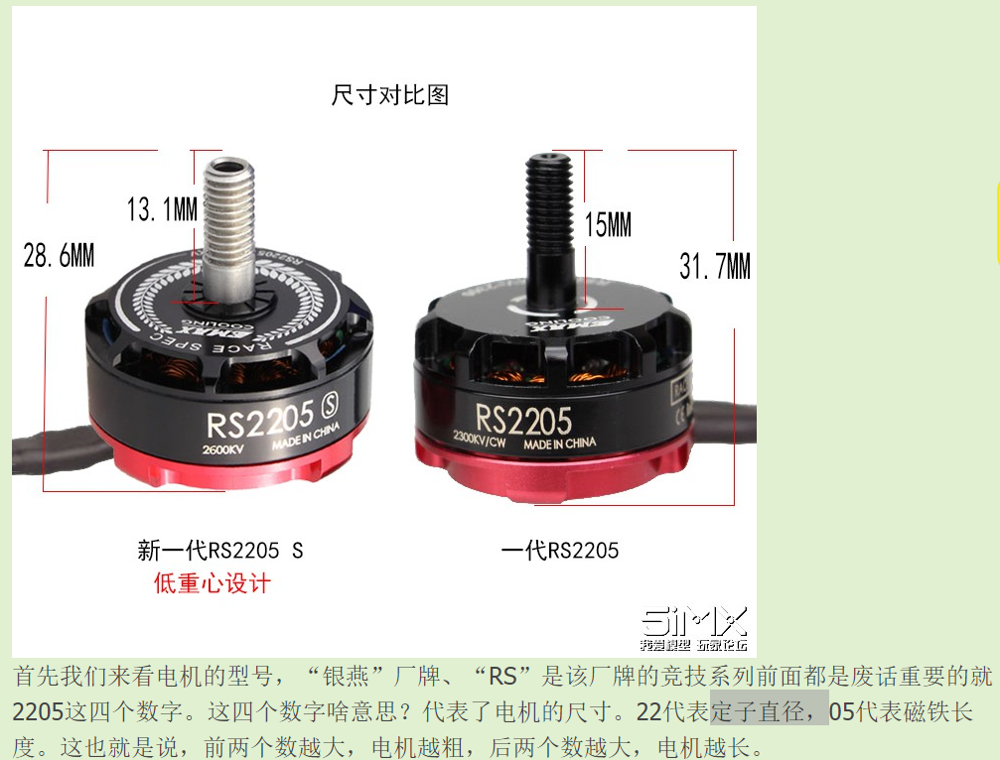 尺寸对比图
13.1MM
28.6MM
15MM
31.7MM
RS2205
EMAX
COOLING
RACE SPEC
EMAX
COOLING
RS2205 S
2600KV MADE IN CHINA
RS2205
2300KV/CW MADE IN CHINA
新一代RS2205 S
一代RS2205
低重心设计
SiMX
我爱模型 玩家论坛
首先我们来看电机的型号，“银燕”厂牌、“RS”是该厂牌的竞技系列前面都是废话重要的就
2205这四个数字。这四个数字啥意思？代表了电机的尺寸。22代表定子直径，05代表磁铁长
度。这也就是说，前两个数越大，电机越粗，后两个数越大，电机越长。